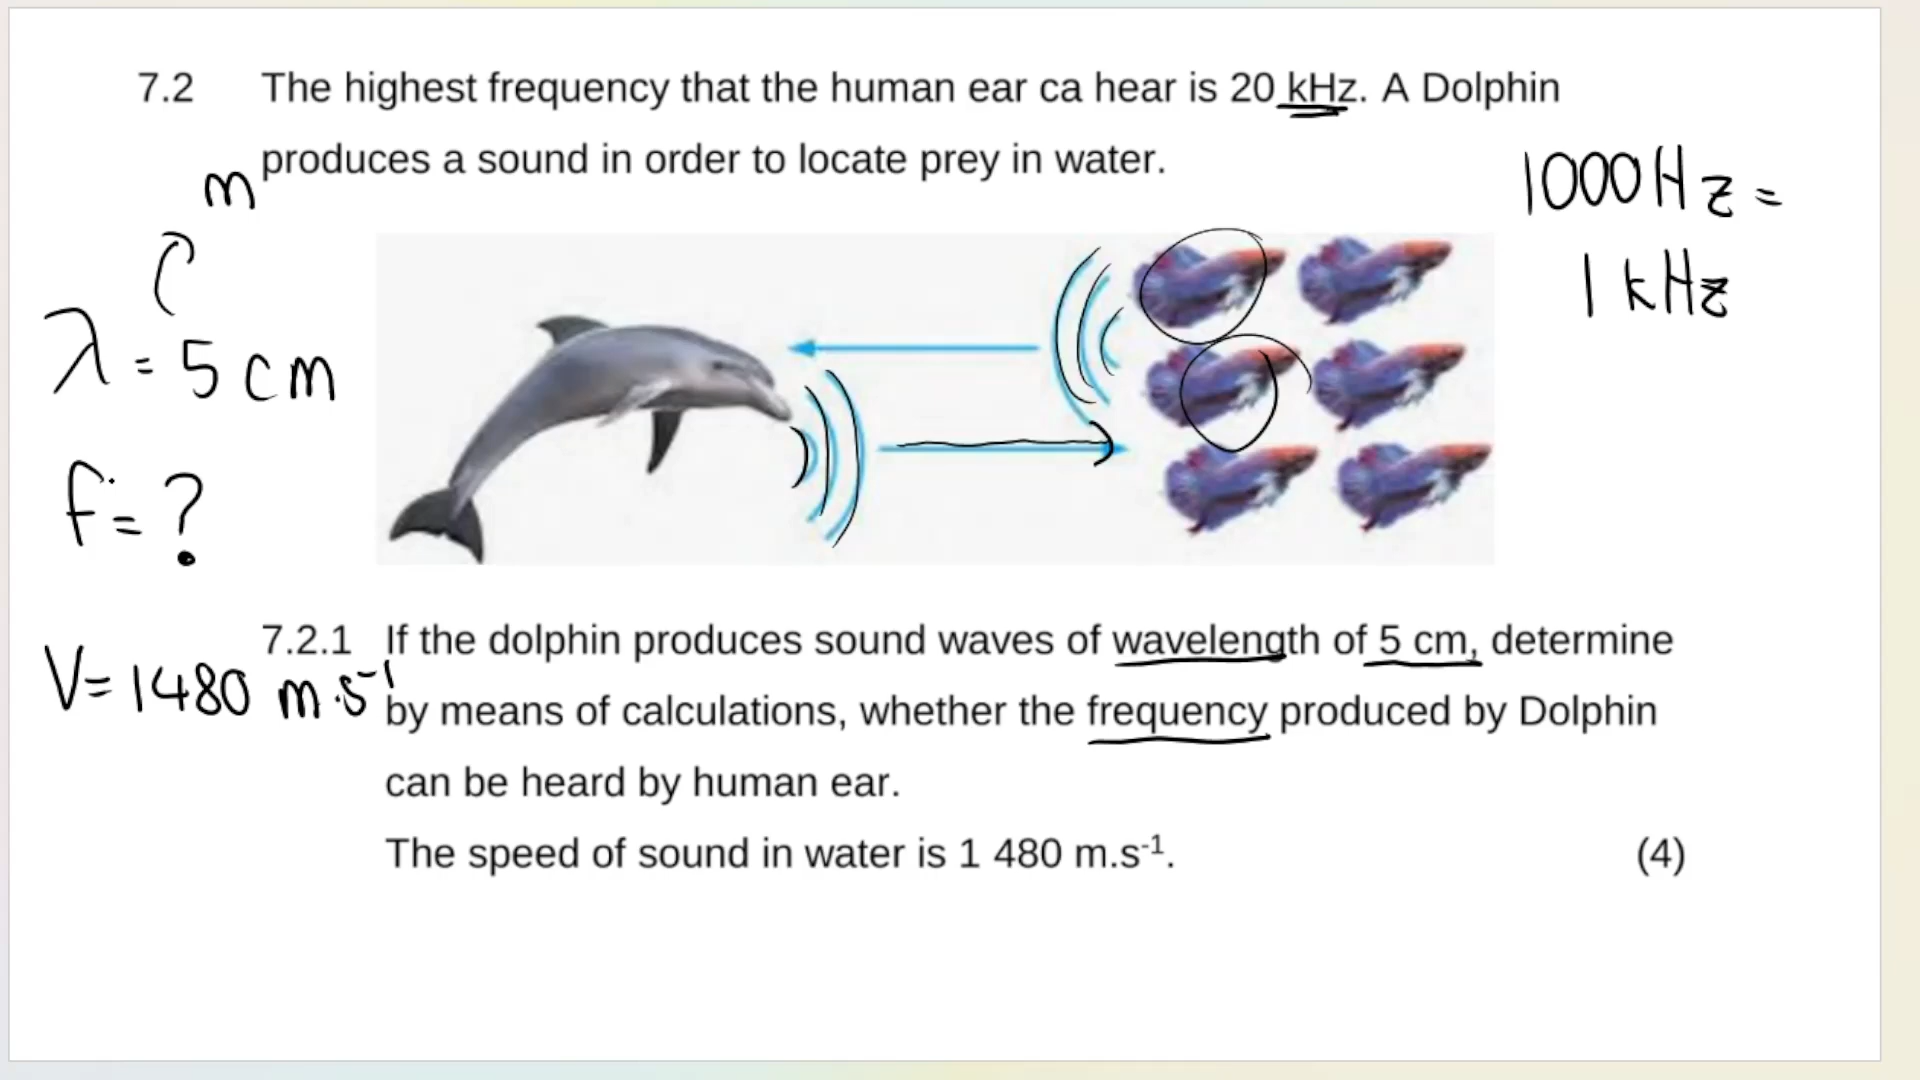 7.2 The highest frequency that the human ear ca hear is 20 kHz. A Dolphin
produces a sound in order to locate prey in water.
m
1000Hz =
1 kHz
λ = 5 cm
f = ?
7.2.1 If the dolphin produces sound waves of wavelength of 5 cm, determine
V= 1480 m·s⁻¹
by means of calculations, whether the frequency produced by Dolphin
can be heard by human ear.
The speed of sound in water is 1 480 m.s⁻¹. (4)